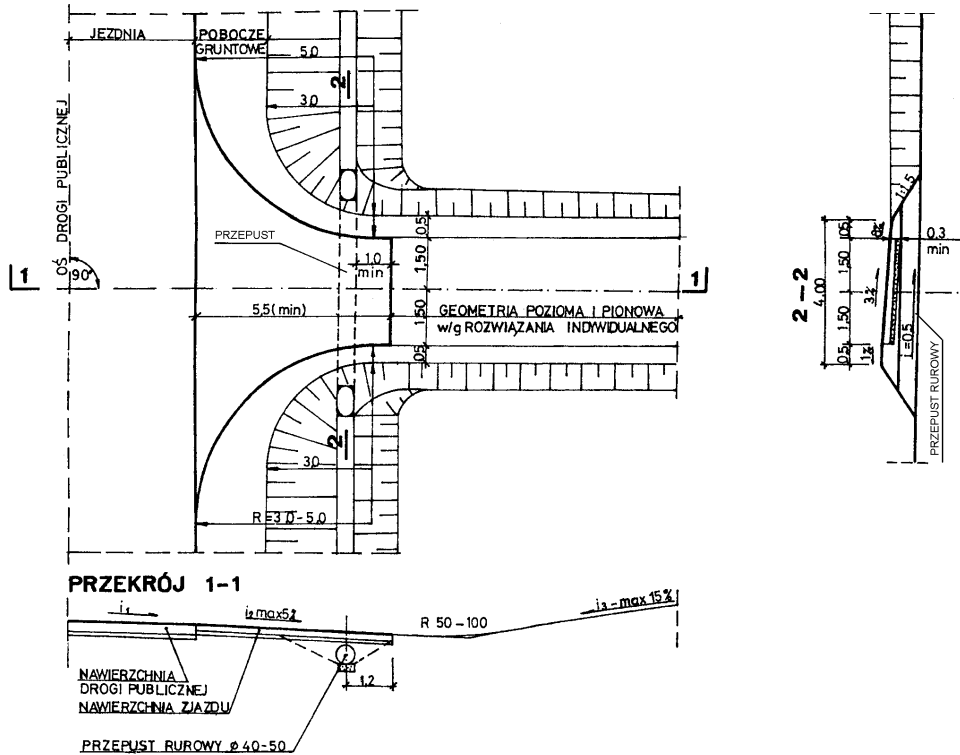 JEZDNIA
POBOCZE
GRUNTOWE
5,0
3,0
2
OŚ DROGI PUBLICZNEJ
90°
PRZEPUST
1,0
min
0,5
1,50
1,50
0,5
1
1
5,5 (min)
GEOMETRIA POZIOMA I PIONOWA
w/g ROZWIĄZANIA INDYWIDUALNEGO
2
3,0
R=3,0-5,0
1:1,5
0,3
min
2-2
4.00
0,5
1,50
1,50
0,5
i=0,5
PRZEPUST RUROWY
PRZEKRÓJ 1-1
i1
i2 max5%
R 50-100
i3 - max 15%
1,2
NAWIERZCHNIA
DROGI PUBLICZNEJ
NAWIERZCHNIA ZJAZDU
PRZEPUST RUROWY ø 40-50